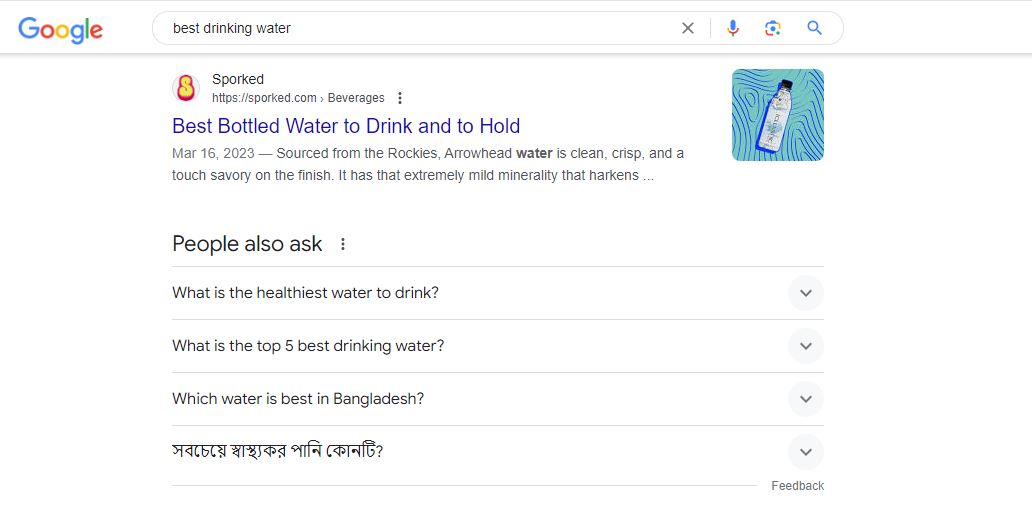 Google
best drinking water
Sporked
https://sporked.com › Beverages
Best Bottled Water to Drink and to Hold
Mar 16, 2023 — Sourced from the Rockies, Arrowhead water is clean, crisp, and a
touch savory on the finish. It has that extremely mild minerality that harkens ...
People also ask
What is the healthiest water to drink?
What is the top 5 best drinking water?
Which water is best in Bangladesh?
সবচেয়ে স্বাস্থ্যকর পানি কোনটি?
Feedback